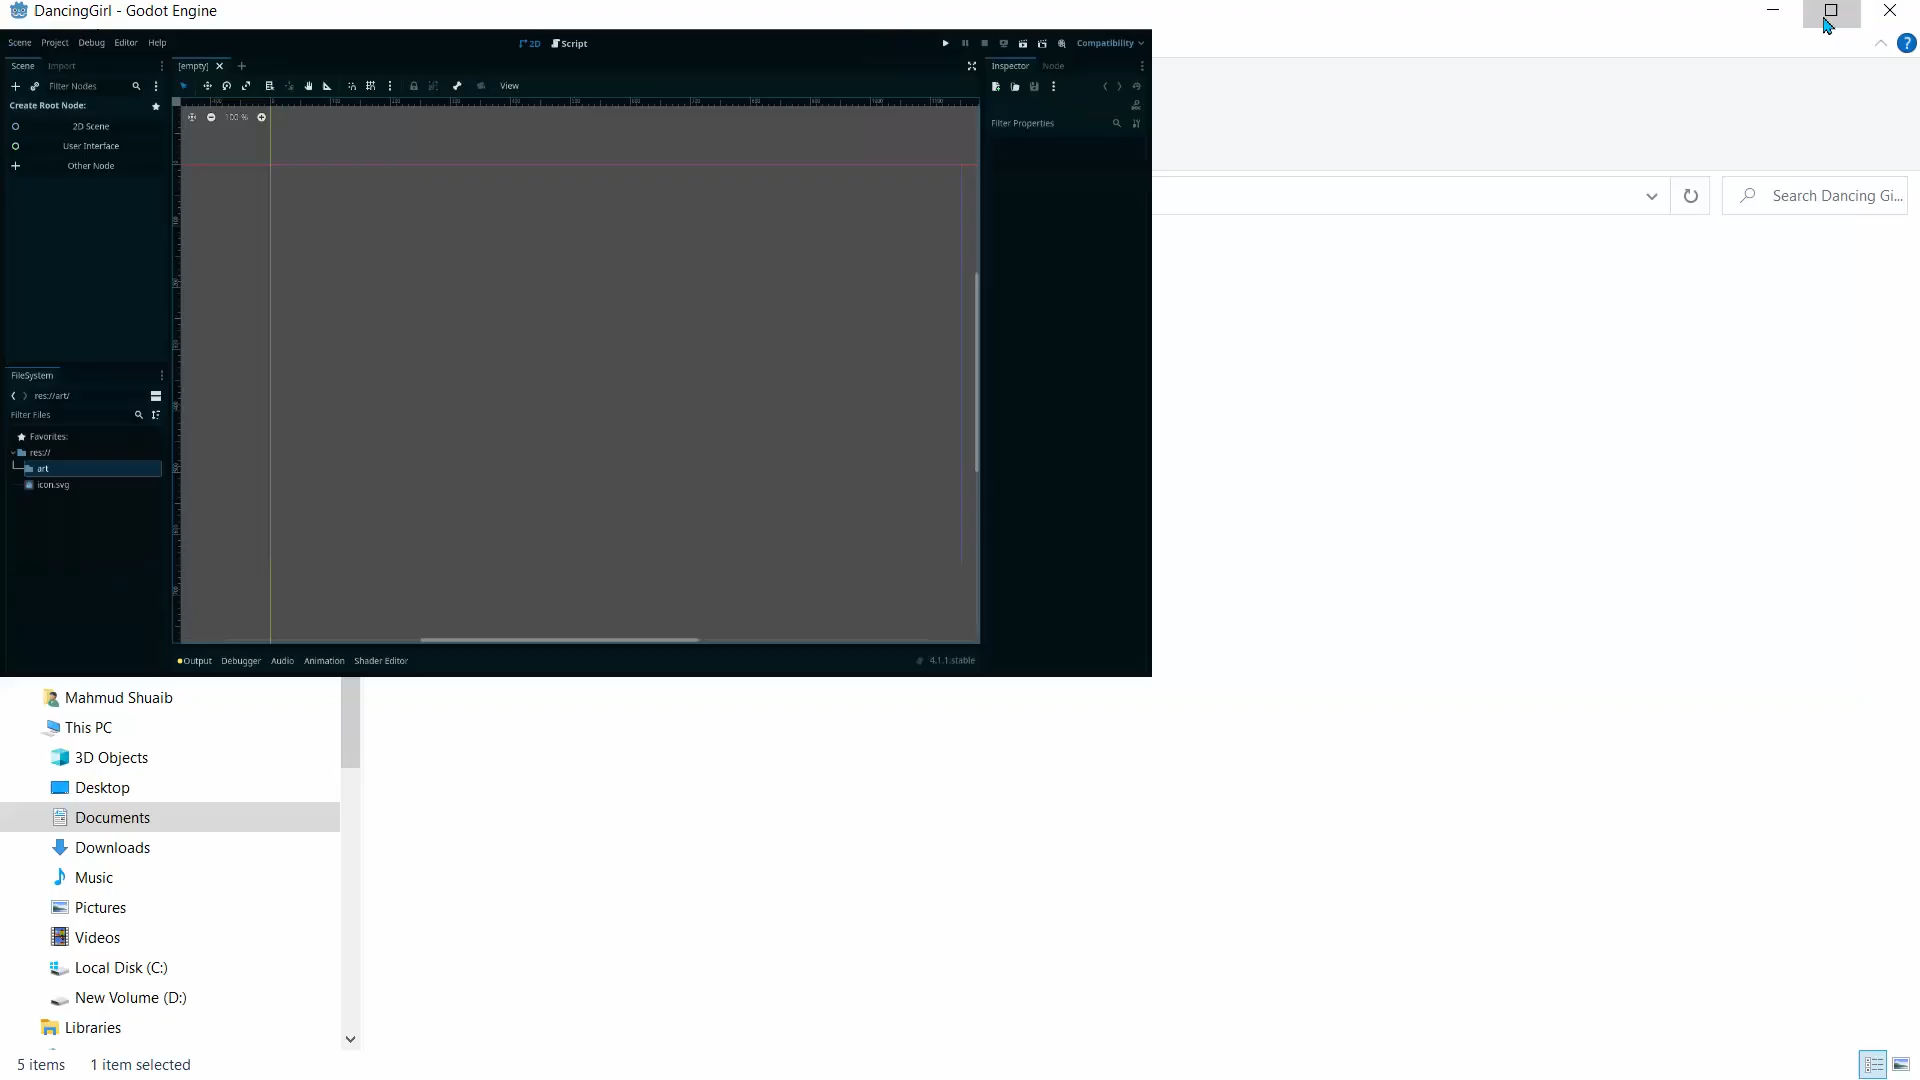 DancingGirl - Godot Engine
Scene Project Debug Editor Help
2D Script
Compatibility
Scene Import
[empty]
Inspector Node
Filter Nodes
View
Create Root Node:
2D Scene
User Interface
Other Node
100 %
Filter Properties
Search Dancing Gi...
FileSystem
res://art/
Filter Files
Favorites:
res://
art
icon.svg
Output Debugger Audio Animation Shader Editor
4.1.1.stable
Mahmud Shuaib
This PC
3D Objects
Desktop
Documents
Downloads
Music
Pictures
Videos
Local Disk (C:)
New Volume (D:)
Libraries
5 items 1 item selected